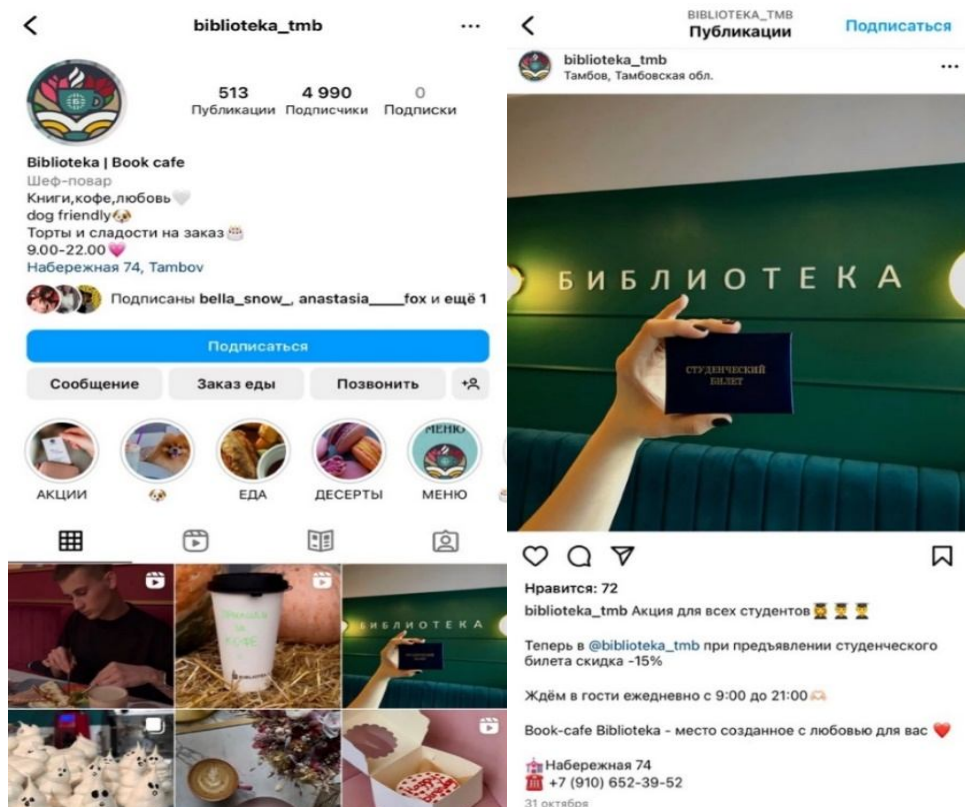 biblioteka_tmb
513
4 990
0
Публикации
Подписчики
Подписки
Biblioteka | Book cafe
Шеф-повар
Книги,кофе,любовь🤍
dog friendly🐶
Торты и сладости на заказ🎂
9.00-22.00💗
Набережная 74, Tambov
Подписаны bella_snow_, anastasia____fox и ещё 1
Подписаться
Сообщение
Заказ еды
Позвонить
МЕНЮ
АКЦИИ
🐶
ЕДА
ДЕСЕРТЫ
МЕНЮ
КОФЕ
БИБЛИОТЕКА
BIBLIOTEKA_TMB
Публикации
Подписаться
biblioteka_tmb
Тамбов, Тамбовская обл.
БИБЛИОТЕКА
СТУДЕНЧЕСКИЙ
БИЛЕТ
Нравится: 72
biblioteka_tmb Акция для всех студентов👩‍🎓👨‍🎓👨‍🎓
Теперь в @biblioteka_tmb при предъявлении студенческого
билета скидка -15%
Ждём в гости ежедневно с 9:00 до 21:00🫶🏻
Book-cafe Biblioteka - место созданное с любовью для вас ❤️
Набережная 74
+7 (910) 652-39-52
31 октября